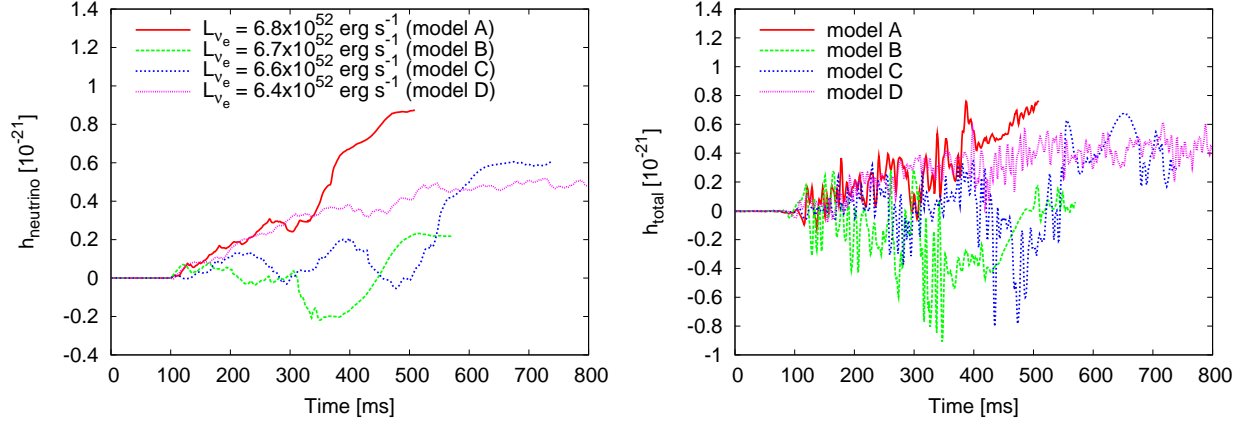 h_neutrino [10^-21]
1.4
1.2
1
0.8
0.6
0.4
0.2
0
-0.2
-0.4
L_ν_e = 6.8x10^52 erg s^-1 (model A)
L_ν_e = 6.7x10^52 erg s^-1 (model B)
L_ν_e = 6.6x10^52 erg s^-1 (model C)
L_ν_e = 6.4x10^52 erg s^-1 (model D)
0 100 200 300 400 500 600 700 800
Time [ms]
h_total [10^-21]
1.4
1.2
1
0.8
0.6
0.4
0.2
0
-0.2
-0.4
-0.6
-0.8
-1
model A
model B
model C
model D
0 100 200 300 400 500 600 700 800
Time [ms]